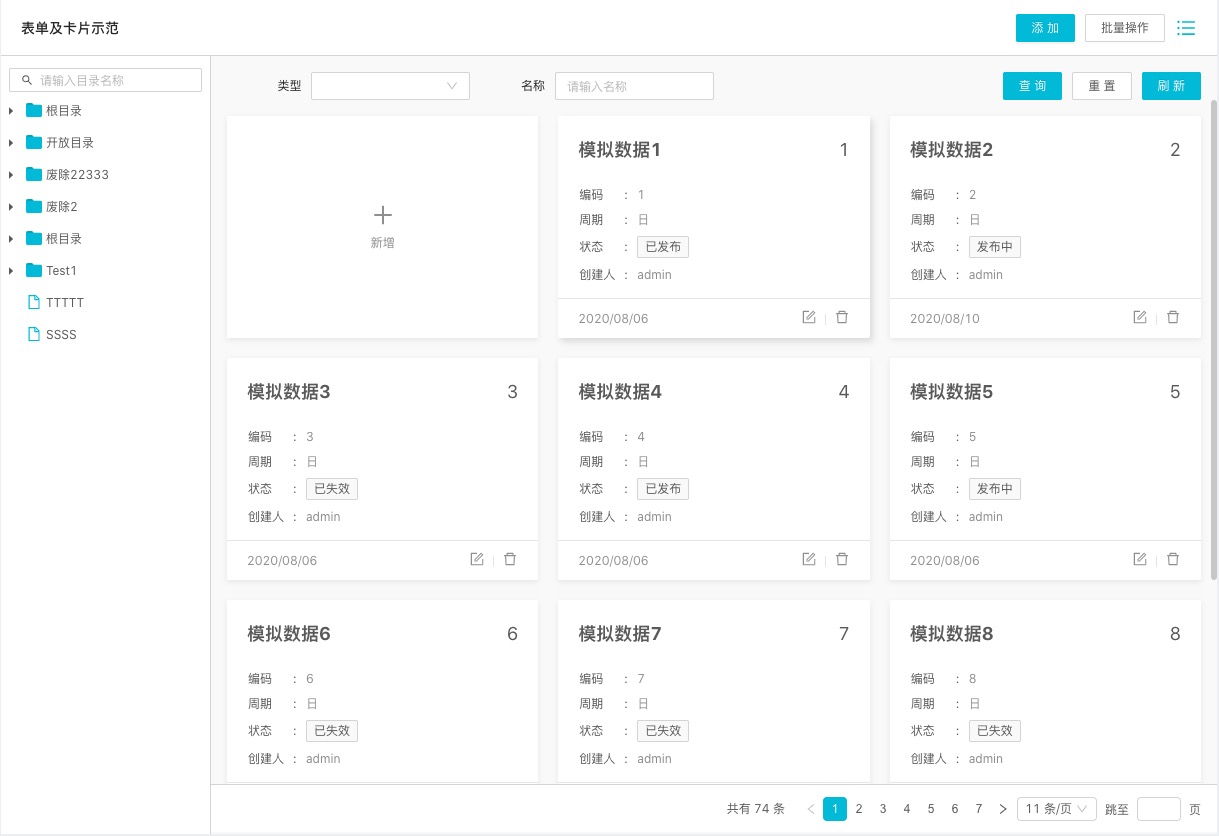 表单及卡片示范
添 加 批量操作
请输入目录名称
根目录
开放目录
废除22333
废除2
根目录
Test1
TTTTT
SSSS
类型 名称 请输入名称 查 询 重 置 刷 新
新增
模拟数据1 1
编码 : 1
周期 : 日
状态 : 已发布
创建人 : admin
2020/08/06
模拟数据2 2
编码 : 2
周期 : 日
状态 : 发布中
创建人 : admin
2020/08/10
模拟数据3 3
编码 : 3
周期 : 日
状态 : 已失效
创建人 : admin
2020/08/06
模拟数据4 4
编码 : 4
周期 : 日
状态 : 已发布
创建人 : admin
2020/08/06
模拟数据5 5
编码 : 5
周期 : 日
状态 : 发布中
创建人 : admin
2020/08/06
模拟数据6 6
编码 : 6
周期 : 日
状态 : 已失效
创建人 : admin
模拟数据7 7
编码 : 7
周期 : 日
状态 : 已失效
创建人 : admin
模拟数据8 8
编码 : 8
周期 : 日
状态 : 已失效
创建人 : admin
共有 74 条 < 1 2 3 4 5 6 7 > 11 条/页 跳至 页